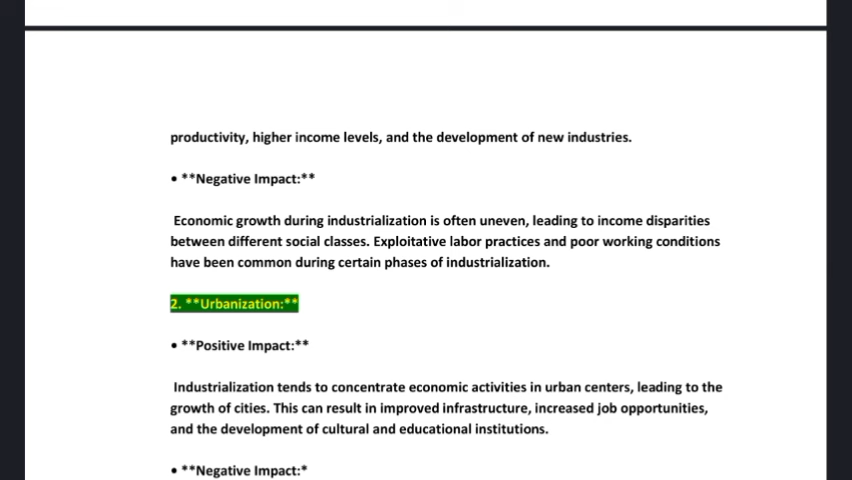 productivity, higher income levels, and the development of new industries.
• **Negative Impact:**
Economic growth during industrialization is often uneven, leading to income disparities
between different social classes. Exploitative labor practices and poor working conditions
have been common during certain phases of industrialization.
2. **Urbanization:**
• **Positive Impact:**
Industrialization tends to concentrate economic activities in urban centers, leading to the
growth of cities. This can result in improved infrastructure, increased job opportunities,
and the development of cultural and educational institutions.
• **Negative Impact:*